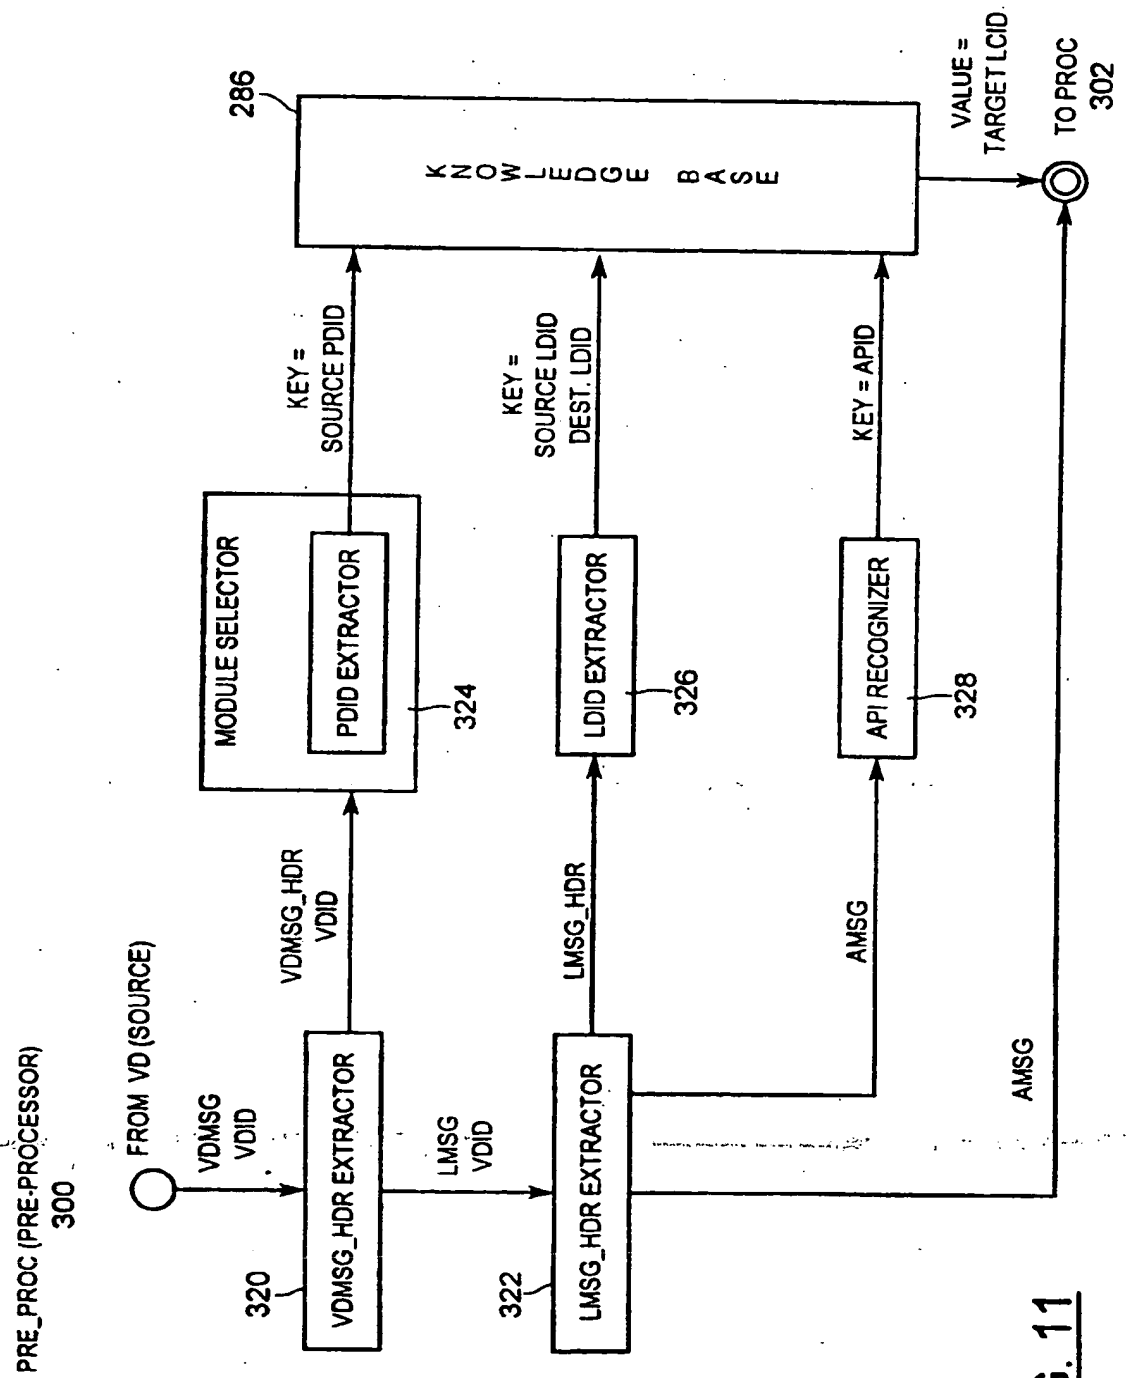 PRE_PROC (PRE-PROCESSOR)
300
FROM VD (SOURCE)
VDMSG
VDID
320
VDMSG_HDR EXTRACTOR
VDMSG_HDR
VDID
MODULE SELECTOR
PDID EXTRACTOR
324
KEY =
SOURCE PDID
286
KNOWLEDGE BASE
LMSG
VDID
322
LMSG_HDR EXTRACTOR
LMSG_HDR
LDID EXTRACTOR
326
KEY =
SOURCE LDID
DEST. LDID
AMSG
API RECOGNIZER
328
KEY = APID
VALUE =
TARGET LCID
AMSG
TO PROC
302
G. 11